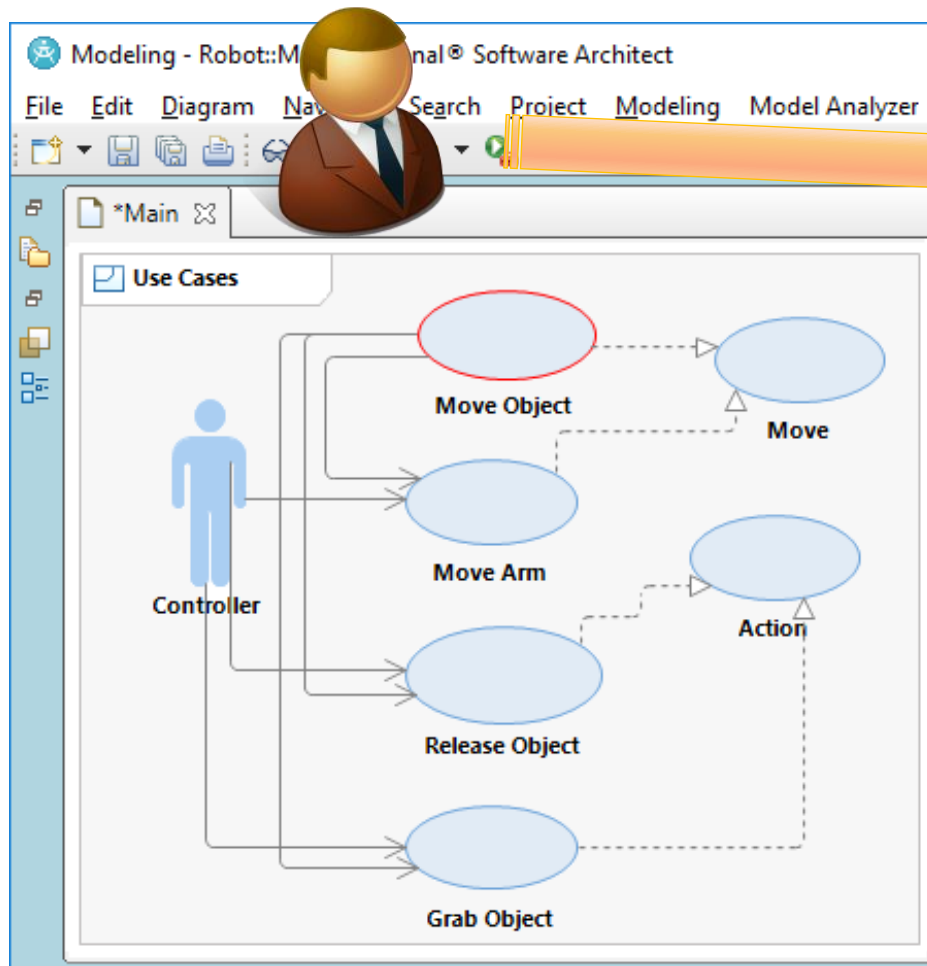 Modeling - Robot::M nal® Software Architect
File Edit Diagram Nav Search Project Modeling Model Analyzer
*Main
Use Cases
Move Object
Move
Move Arm
Controller
Action
Release Object
Grab Object